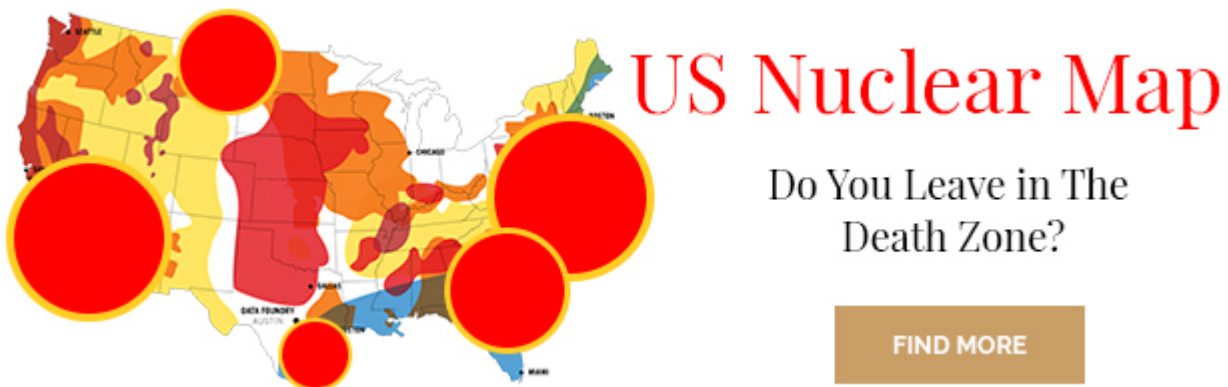 SEATTLE
US Nuclear Map
BOSTON
CHICAGO
Do You Leave in The
Death Zone?
DALLAS
DATA FOUNDRY
AUSTIN
FIND MORE
MIAMI